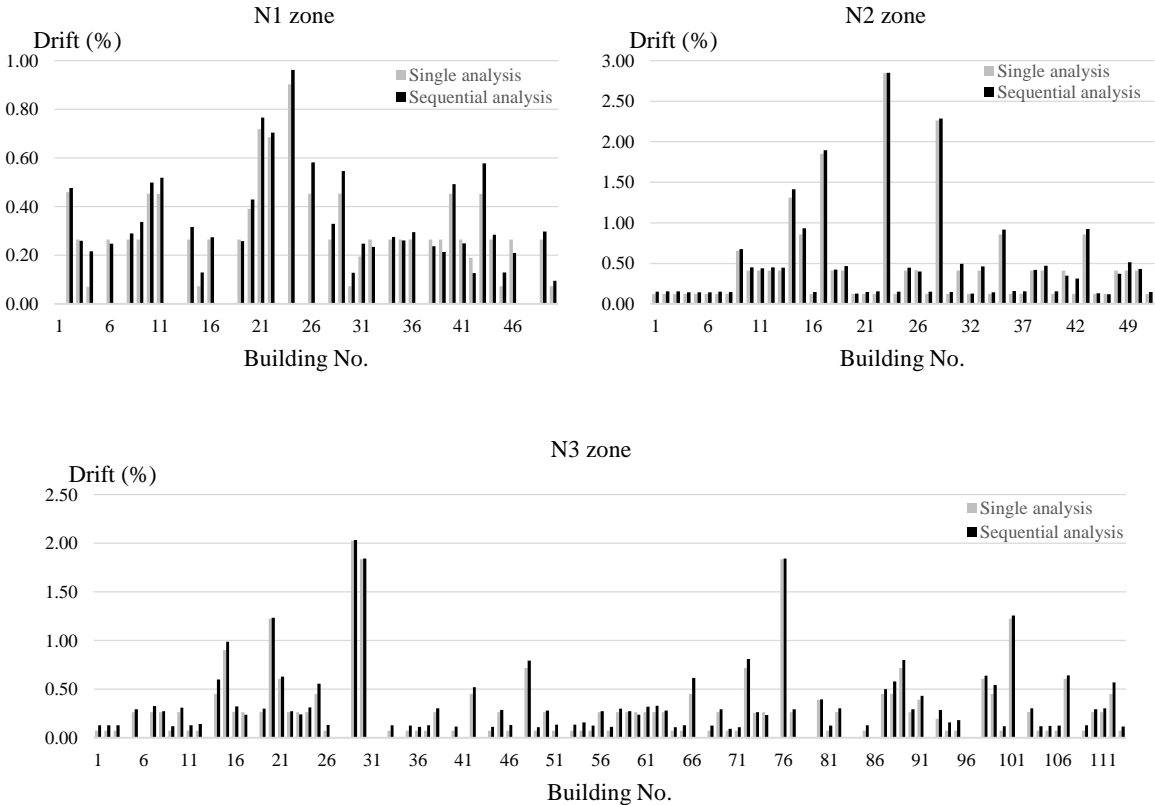 N1 zone
Drift (%)
1.00
0.80
0.60
0.40
0.20
0.00
Single analysis
Sequential analysis
1 6 11 16 21 26 31 36 41 46
Building No.
N2 zone
Drift (%)
3.00
2.50
2.00
1.50
1.00
0.50
0.00
Single analysis
Sequential analysis
1 6 11 16 21 26 32 37 42 49
Building No.
N3 zone
Drift (%)
2.50
2.00
1.50
1.00
0.50
0.00
Single analysis
Sequential analysis
1 6 11 16 21 26 31 36 41 46 51 56 61 66 71 76 81 86 91 96 101 106 111
Building No.